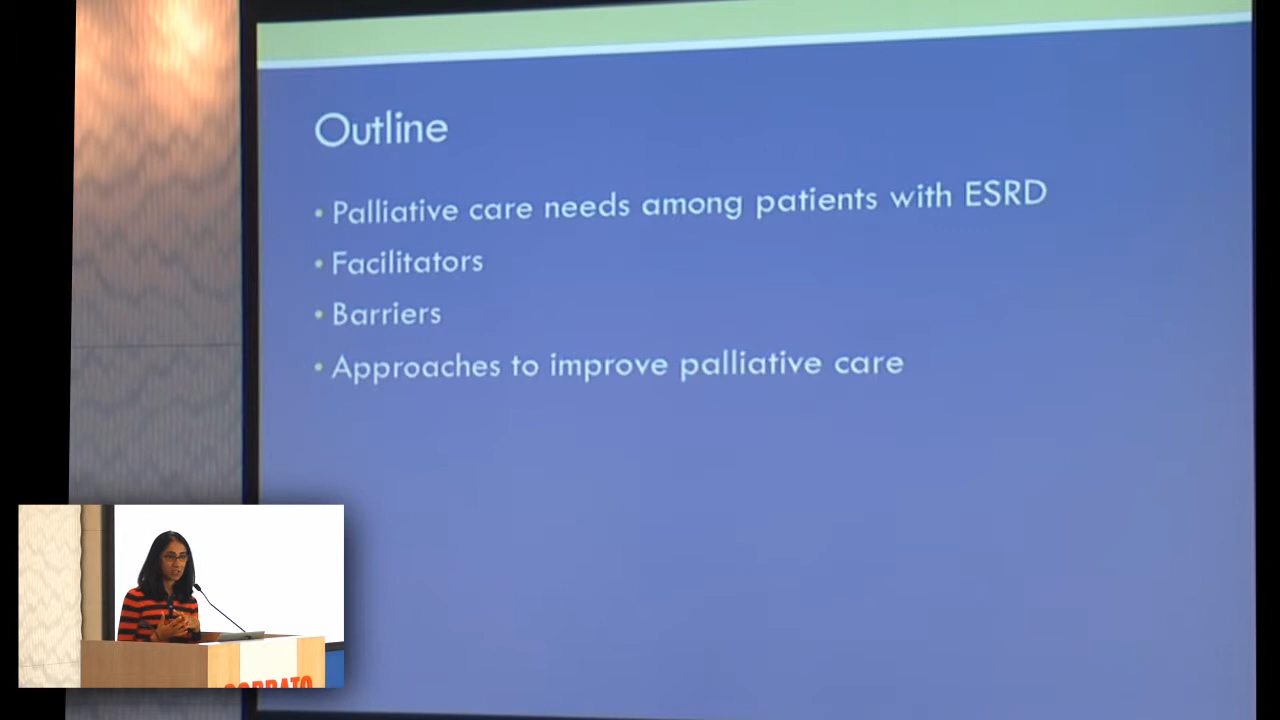 Outline
• Palliative care needs among patients with ESRD
• Facilitators
• Barriers
• Approaches to improve palliative care